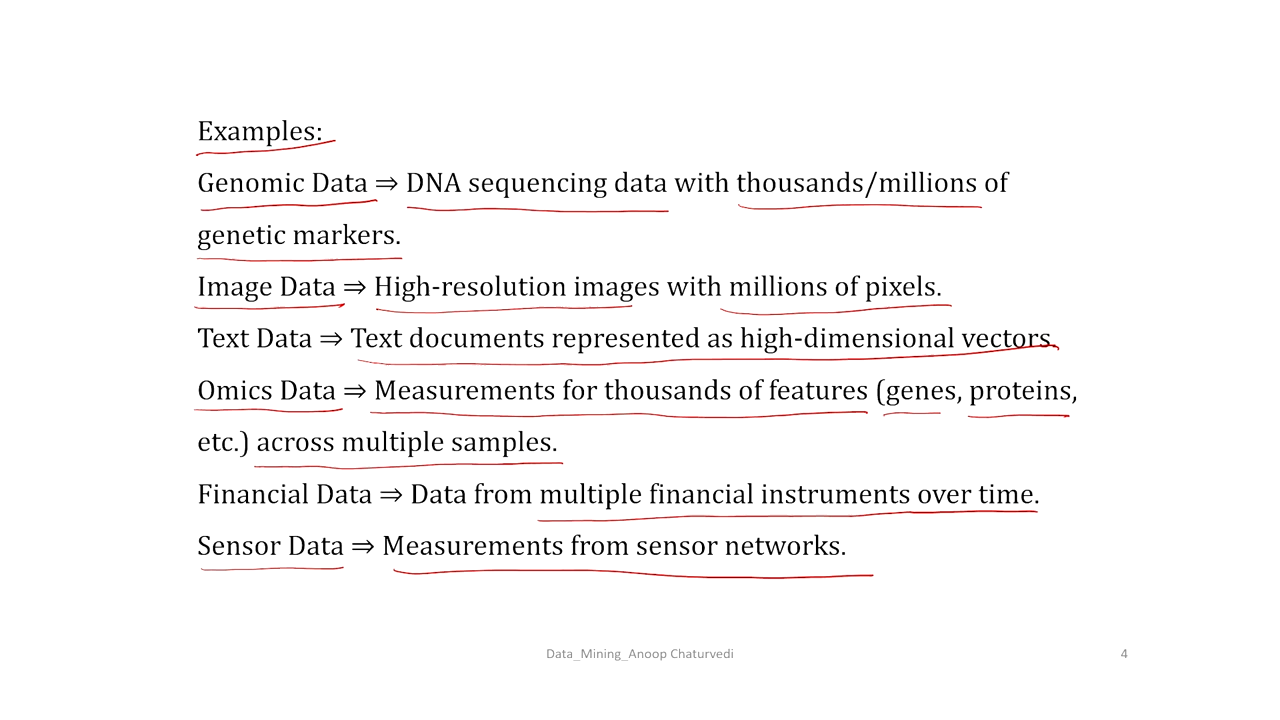 Examples:
Genomic Data ⇒ DNA sequencing data with thousands/millions of
genetic markers.
Image Data ⇒ High-resolution images with millions of pixels.
Text Data ⇒ Text documents represented as high-dimensional vectors.
Omics Data ⇒ Measurements for thousands of features (genes, proteins,
etc.) across multiple samples.
Financial Data ⇒ Data from multiple financial instruments over time.
Sensor Data ⇒ Measurements from sensor networks.
Data_Mining_Anoop Chaturvedi
4